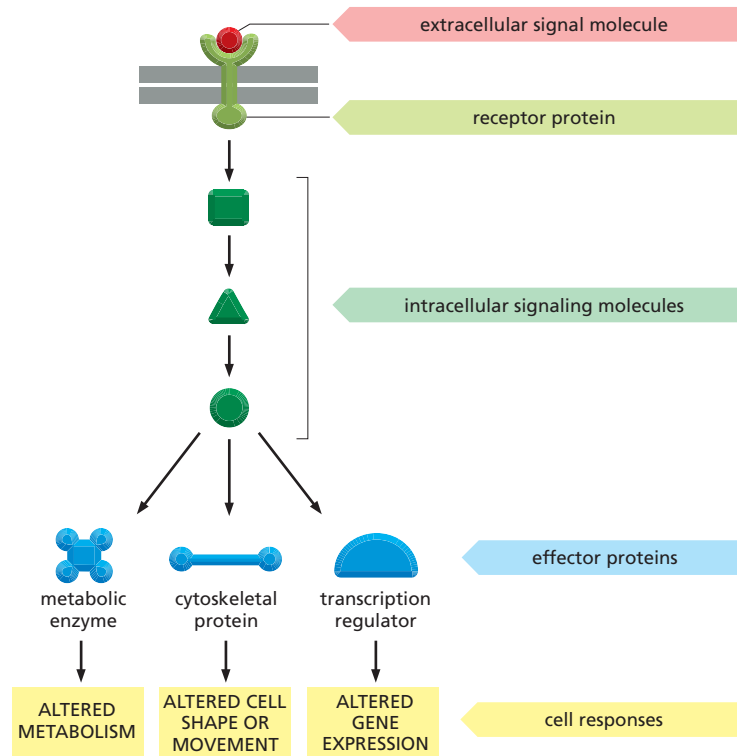 extracellular signal molecule
receptor protein
intracellular signaling molecules
effector proteins
metabolic
enzyme
cytoskeletal
protein
transcription
regulator
ALTERED
METABOLISM
ALTERED CELL
SHAPE OR
MOVEMENT
ALTERED
GENE
EXPRESSION
cell responses